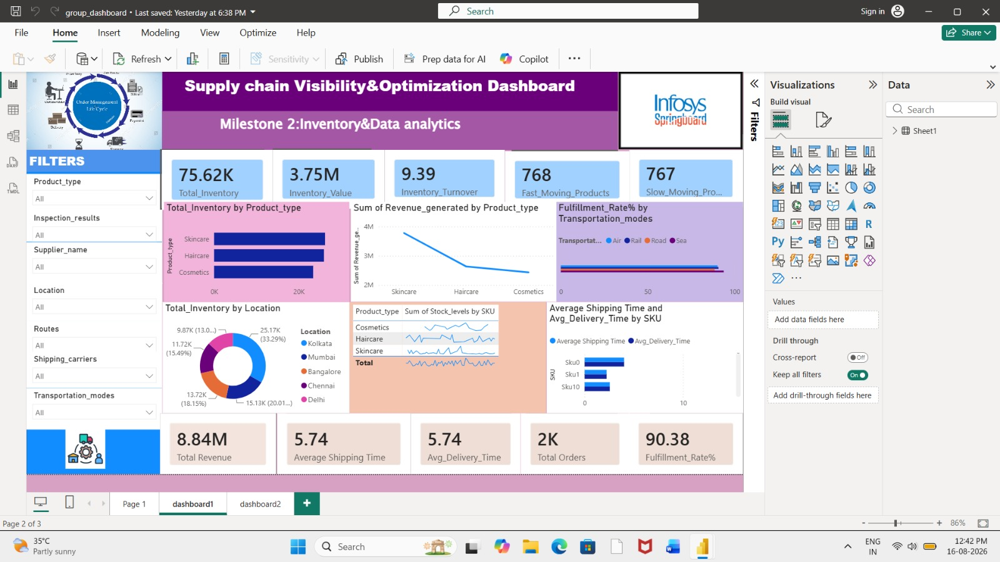 group_dashboard • Last saved: Yesterday at 6:38 PM
Search
Sign in
File
Home
Insert
Modeling
View
Optimize
Help
Share
Refresh
Sensitivity
Publish
Prep data for AI
Copilot
Order Management
Life Cycle
Delivery
Payment
Supply chain Visibility&Optimization Dashboard
Milestone 2:Inventory&Data analytics
Infosys
Springboard
Filters
FILTERS
Product_type
All
Inspection_results
All
Supplier_name
All
Location
All
Routes
All
Shipping_carriers
All
Transportation_modes
All
75.62K
Total_Inventory
3.75M
Inventory_Value
9.39
Inventory_Turnover
768
Fast_Moving_Products
767
Slow_Moving_Pro...
Total_Inventory by Product_type
Product_type
Skincare
Haircare
Cosmetics
0K
20K
Sum of Revenue_generated by Product_type
Sum of Revenue_ge...
4M
3M
2M
Skincare
Haircare
Cosmetics
Fulfillment_Rate% by
Transportation_modes
Transportat...
Air
Rail
Road
Sea
0
50
100
Total_Inventory by Location
9.87K (13.0...)
11.72K
(15.49%)
13.72K
(18.15%)
25.17K
(33.29%)
15.13K (20.01...)
Location
Kolkata
Mumbai
Bangalore
Chennai
Delhi
Product_type
Sum of Stock_levels by SKU
Cosmetics
Haircare
Skincare
Total
Average Shipping Time and
Avg_Delivery_Time by SKU
Average Shipping Time
Avg_Delivery_Time
SKU
Sku0
Sku1
Sku10
0
10
8.84M
Total Revenue
5.74
Average Shipping Time
5.74
Avg_Delivery_Time
2K
Total Orders
90.38
Fulfillment_Rate%
Visualizations
Build visual
Values
Add data fields here
Drill through
Cross-report
Off
Keep all filters
On
Add drill-through fields here
Data
Search
Sheet1
DAX
TMDL
123
R
Py
Page 1
dashboard1
dashboard2
Page 2 of 3
86%
35°C
Partly sunny
Search
ENG
IN
12:42 PM
16-08-2026